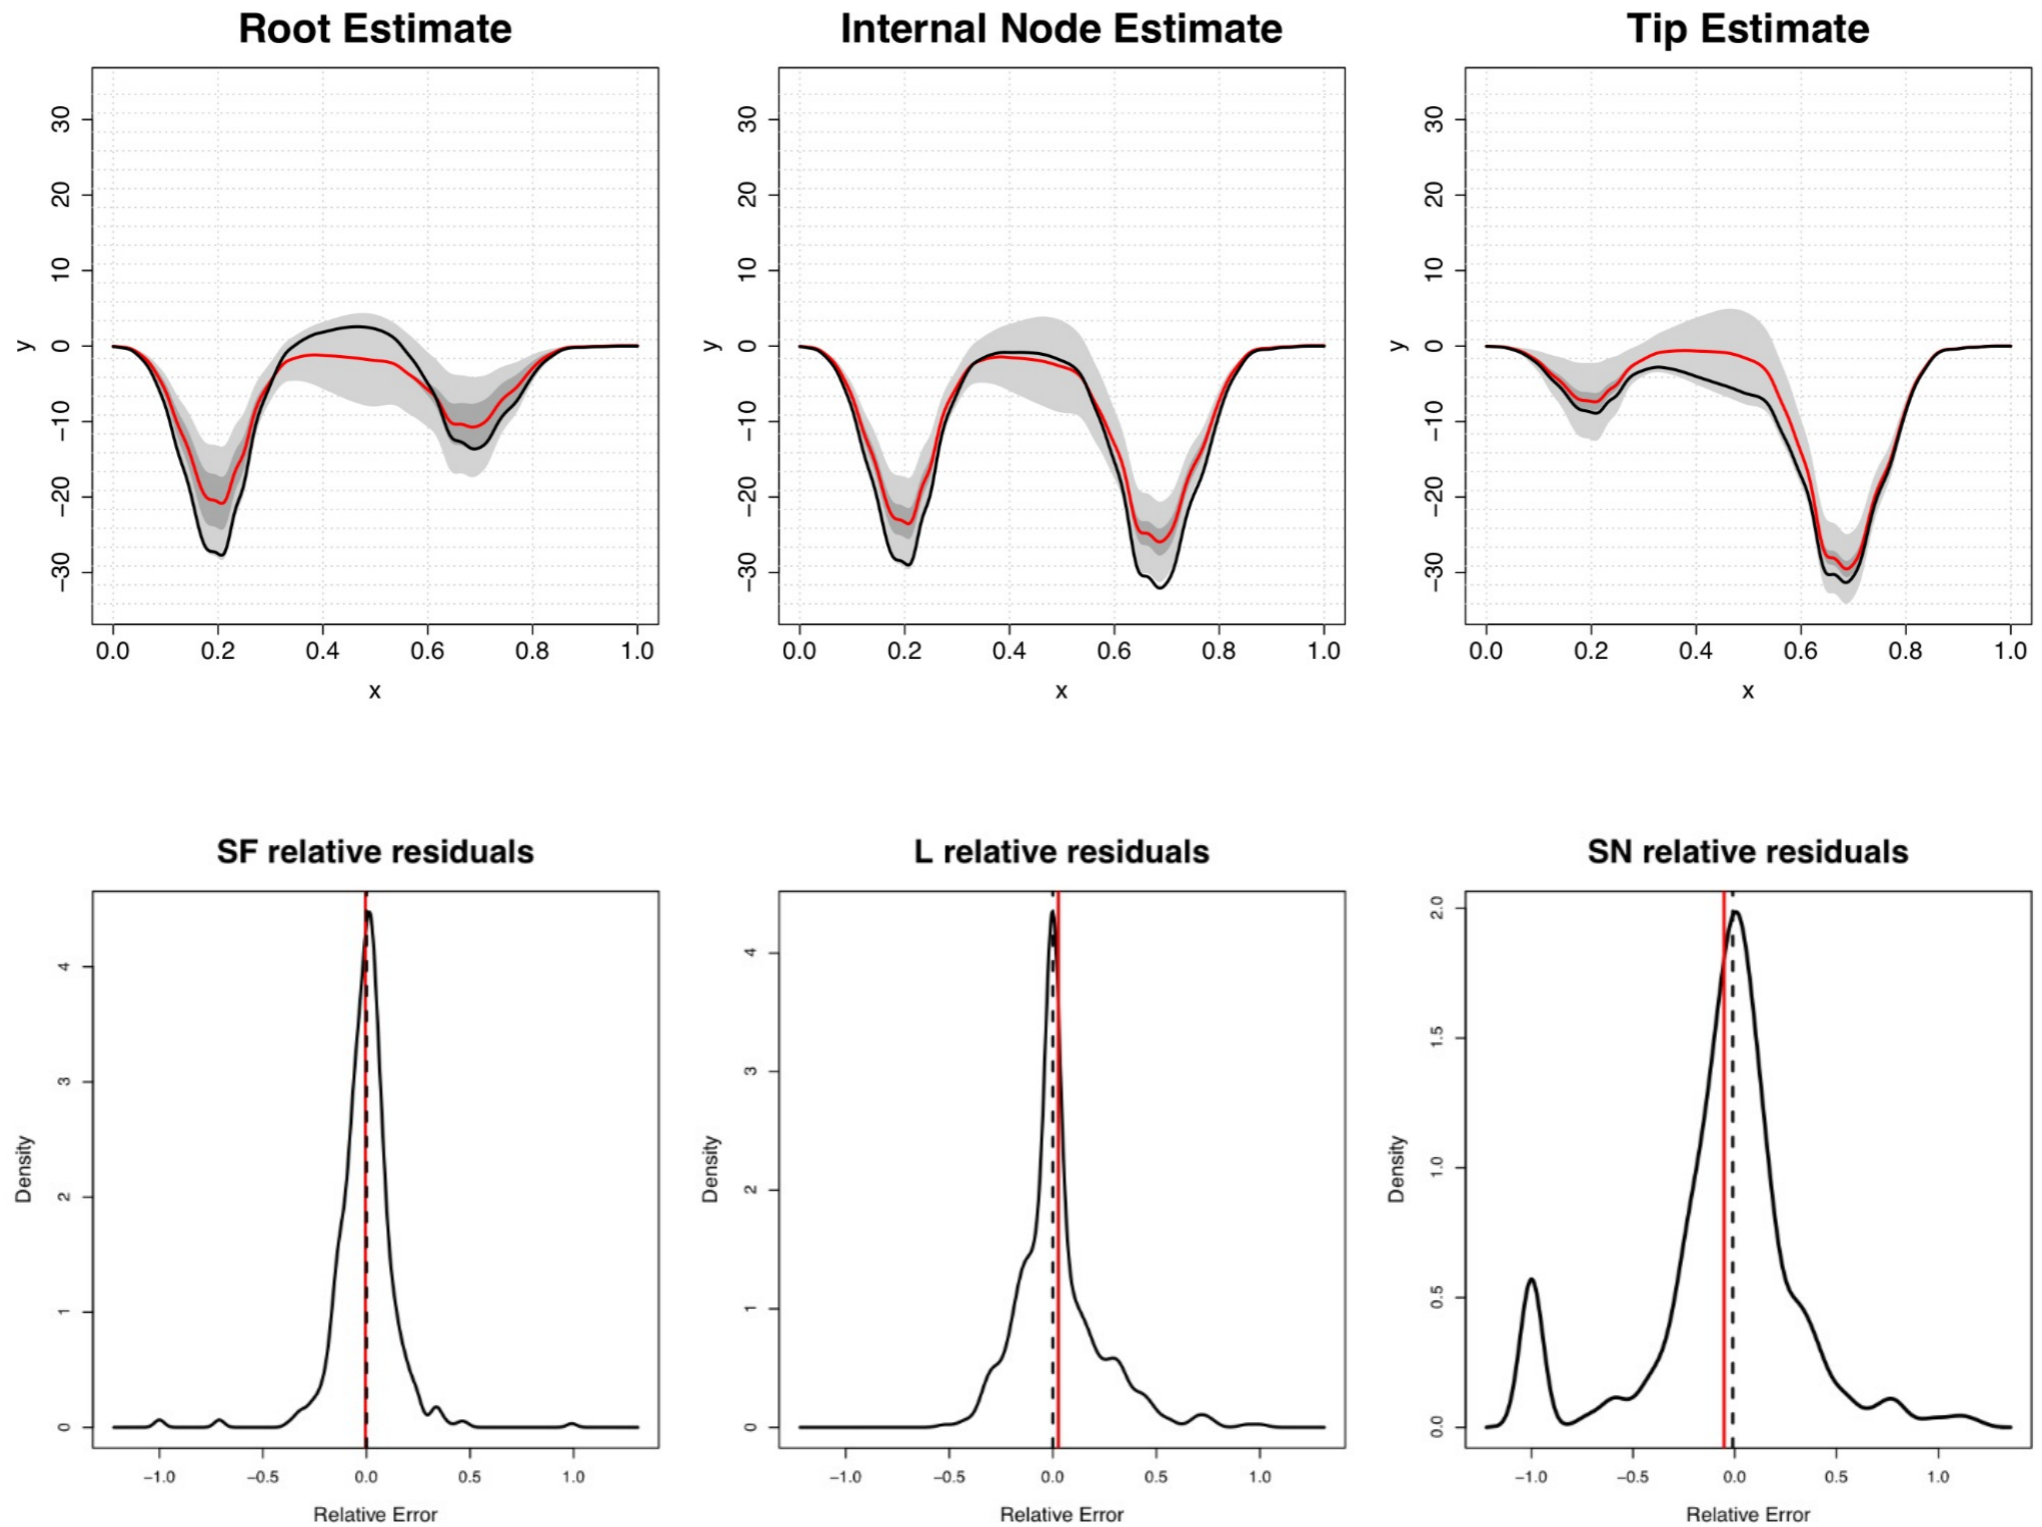 Root Estimate
Internal Node Estimate
Tip Estimate
y
30
20
10
0
−10
−20
−30
0.0 0.2 0.4 0.6 0.8 1.0
x
y
30
20
10
0
−10
−20
−30
0.0 0.2 0.4 0.6 0.8 1.0
x
y
30
20
10
0
−10
−20
−30
0.0 0.2 0.4 0.6 0.8 1.0
x
SF relative residuals
L relative residuals
SN relative residuals
Density
4
3
2
1
0
−1.0 −0.5 0.0 0.5 1.0
Relative Error
Density
4
3
2
1
0
−1.0 −0.5 0.0 0.5 1.0
Relative Error
Density
2.0
1.5
1.0
0.5
0.0
−1.0 −0.5 0.0 0.5 1.0
Relative Error